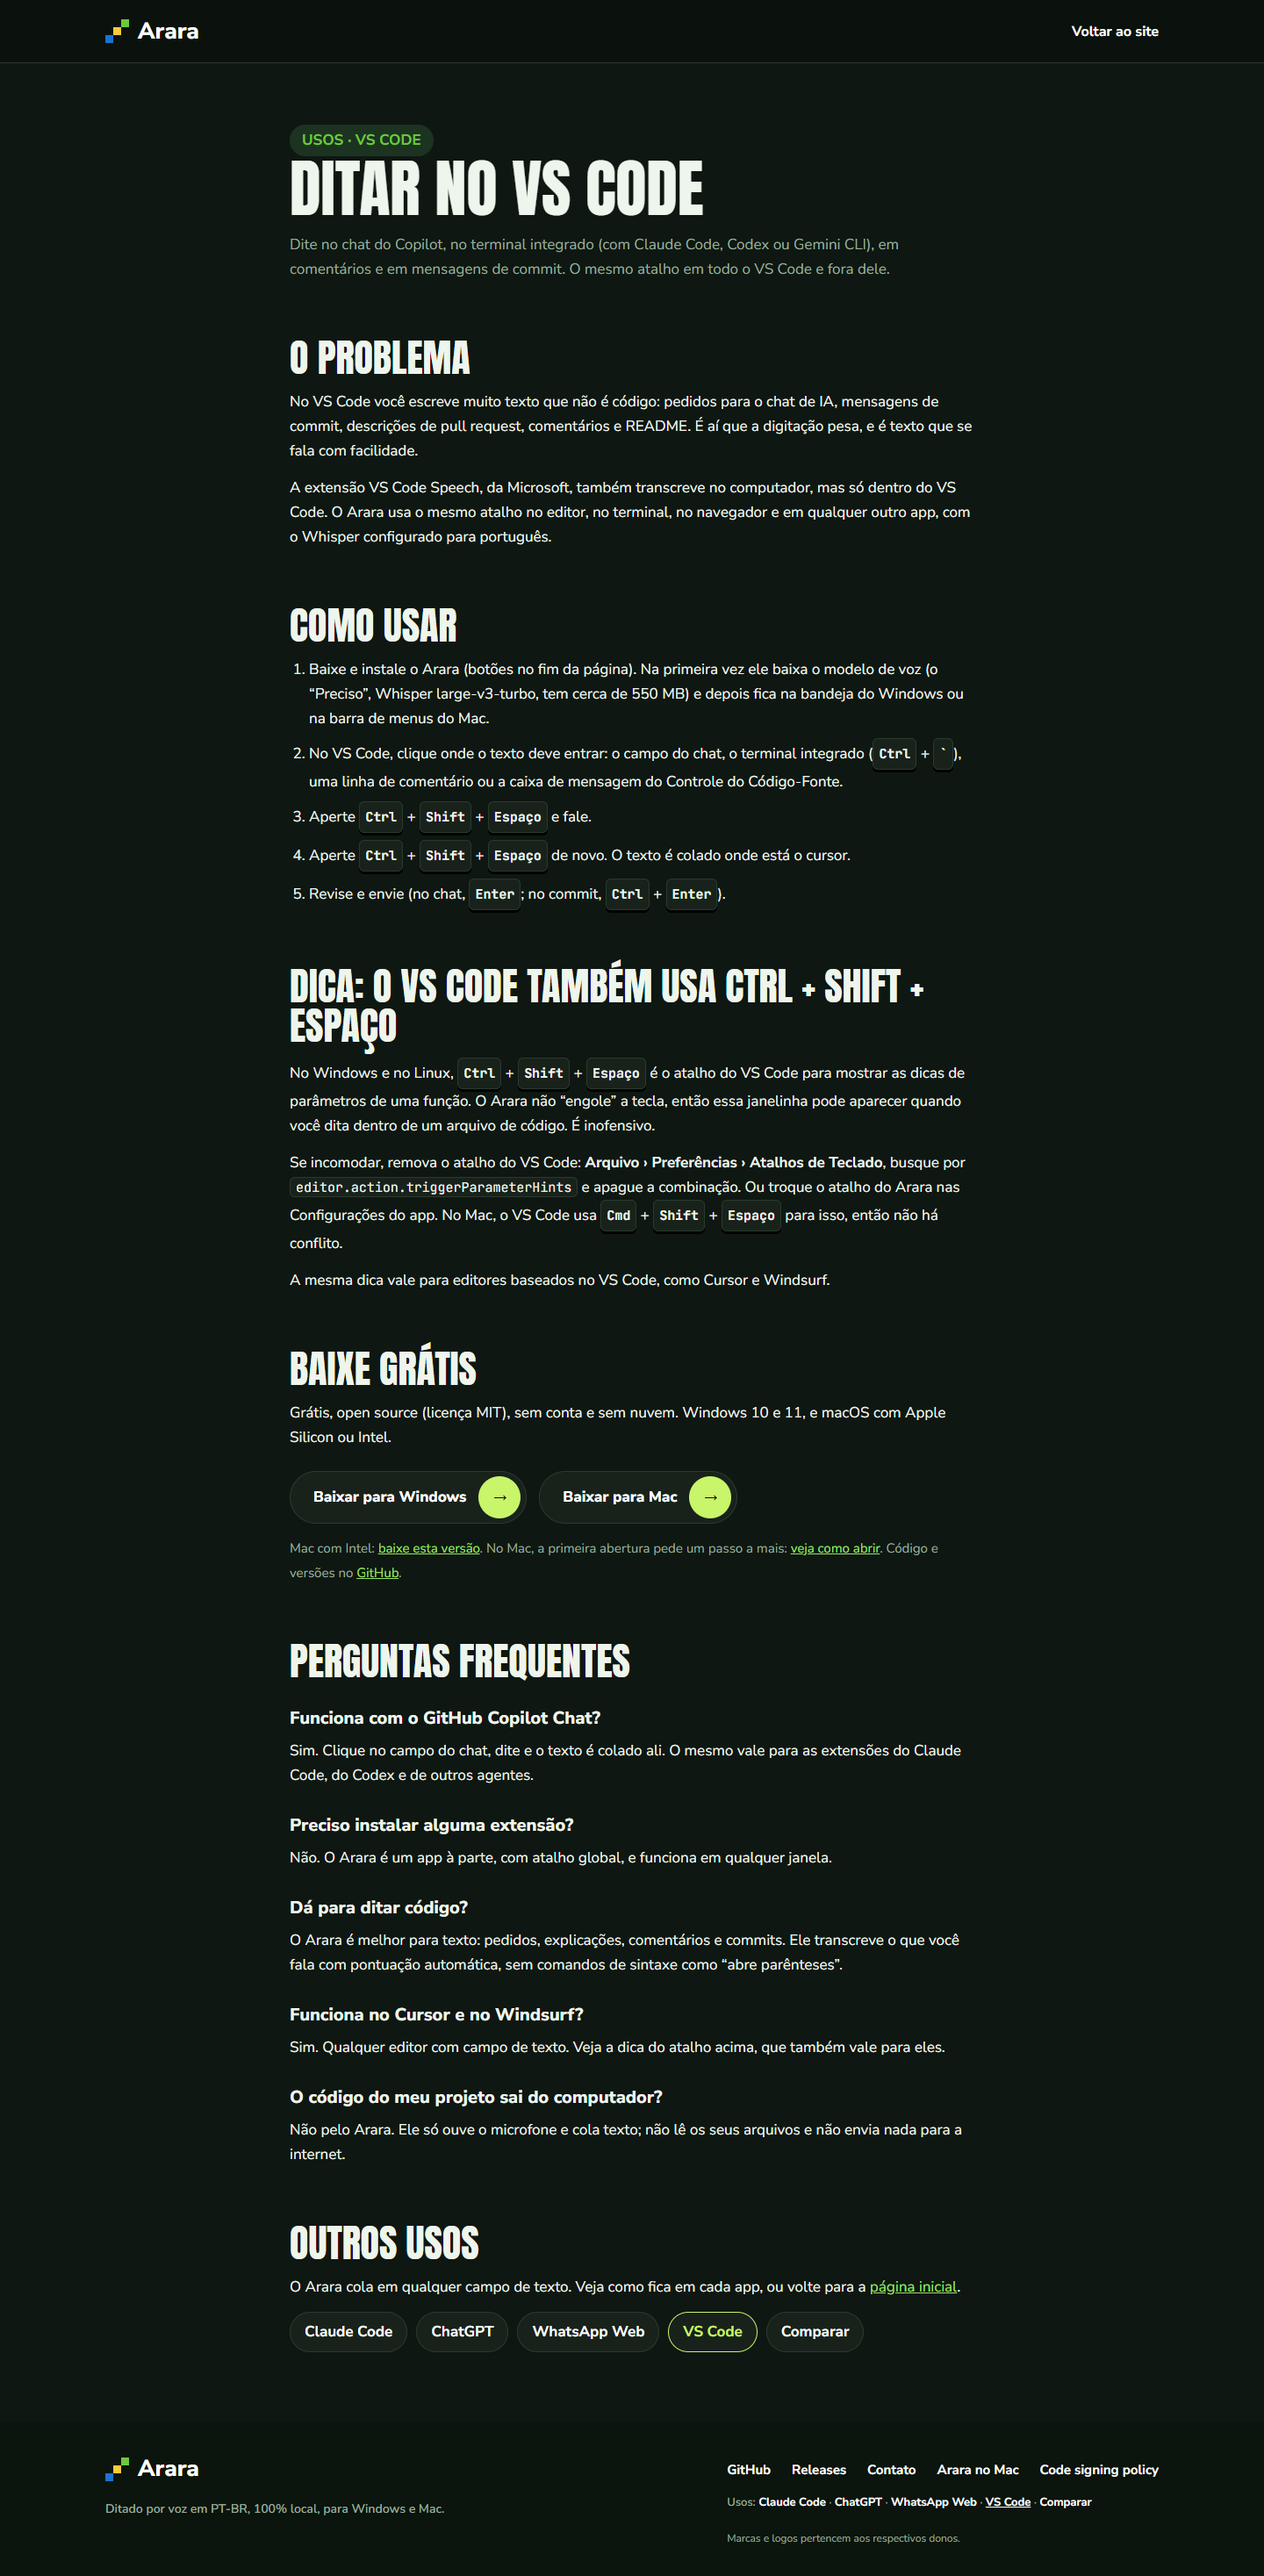 Arara
Voltar ao site
USOS · VS CODE
DITAR NO VS CODE
Dite no chat do Copilot, no terminal integrado (com Claude Code, Codex ou Gemini CLI), em
comentários e em mensagens de commit. O mesmo atalho em todo o VS Code e fora dele.
O PROBLEMA
No VS Code você escreve muito texto que não é código: pedidos para o chat de IA, mensagens de
commit, descrições de pull request, comentários e README. É aí que a digitação pesa, e é texto que se
fala com facilidade.
A extensão VS Code Speech, da Microsoft, também transcreve no computador, mas só dentro do VS
Code. O Arara usa o mesmo atalho no editor, no terminal, no navegador e em qualquer outro app, com
o Whisper configurado para português.
COMO USAR
1. Baixe e instale o Arara (botões no fim da página). Na primeira vez ele baixa o modelo de voz (o
“Preciso”, Whisper large-v3-turbo, tem cerca de 550 MB) e depois fica na bandeja do Windows ou
na barra de menus do Mac.
2. No VS Code, clique onde o texto deve entrar: o campo do chat, o terminal integrado (Ctrl + `),
uma linha de comentário ou a caixa de mensagem do Controle do Código-Fonte.
3. Aperte Ctrl + Shift + Espaço e fale.
4. Aperte Ctrl + Shift + Espaço de novo. O texto é colado onde está o cursor.
5. Revise e envie (no chat, Enter; no commit, Ctrl + Enter).
DICA: O VS CODE TAMBÉM USA CTRL + SHIFT +
ESPAÇO
No Windows e no Linux, Ctrl + Shift + Espaço é o atalho do VS Code para mostrar as dicas de
parâmetros de uma função. O Arara não “engole” a tecla, então essa janelinha pode aparecer quando
você dita dentro de um arquivo de código. É inofensivo.
Se incomodar, remova o atalho do VS Code: Arquivo › Preferências › Atalhos de Teclado, busque por
editor.action.triggerParameterHints e apague a combinação. Ou troque o atalho do Arara nas
Configurações do app. No Mac, o VS Code usa Cmd + Shift + Espaço para isso, então não há
conflito.
A mesma dica vale para editores baseados no VS Code, como Cursor e Windsurf.
BAIXE GRÁTIS
Grátis, open source (licença MIT), sem conta e sem nuvem. Windows 10 e 11, e macOS com Apple
Silicon ou Intel.
Baixar para Windows →
Baixar para Mac →
Mac com Intel: baixe esta versão. No Mac, a primeira abertura pede um passo a mais: veja como abrir. Código e
versões no GitHub.
PERGUNTAS FREQUENTES
Funciona com o GitHub Copilot Chat?
Sim. Clique no campo do chat, dite e o texto é colado ali. O mesmo vale para as extensões do Claude
Code, do Codex e de outros agentes.
Preciso instalar alguma extensão?
Não. O Arara é um app à parte, com atalho global, e funciona em qualquer janela.
Dá para ditar código?
O Arara é melhor para texto: pedidos, explicações, comentários e commits. Ele transcreve o que você
fala com pontuação automática, sem comandos de sintaxe como “abre parênteses”.
Funciona no Cursor e no Windsurf?
Sim. Qualquer editor com campo de texto. Veja a dica do atalho acima, que também vale para eles.
O código do meu projeto sai do computador?
Não pelo Arara. Ele só ouve o microfone e cola texto; não lê os seus arquivos e não envia nada para a
internet.
OUTROS USOS
O Arara cola em qualquer campo de texto. Veja como fica em cada app, ou volte para a página inicial.
Claude Code
ChatGPT
WhatsApp Web
VS Code
Comparar
Arara
Ditado por voz em PT-BR, 100% local, para Windows e Mac.
GitHub Releases Contato Arara no Mac Code signing policy
Usos: Claude Code · ChatGPT · WhatsApp Web · VS Code · Comparar
Marcas e logos pertencem aos respectivos donos.